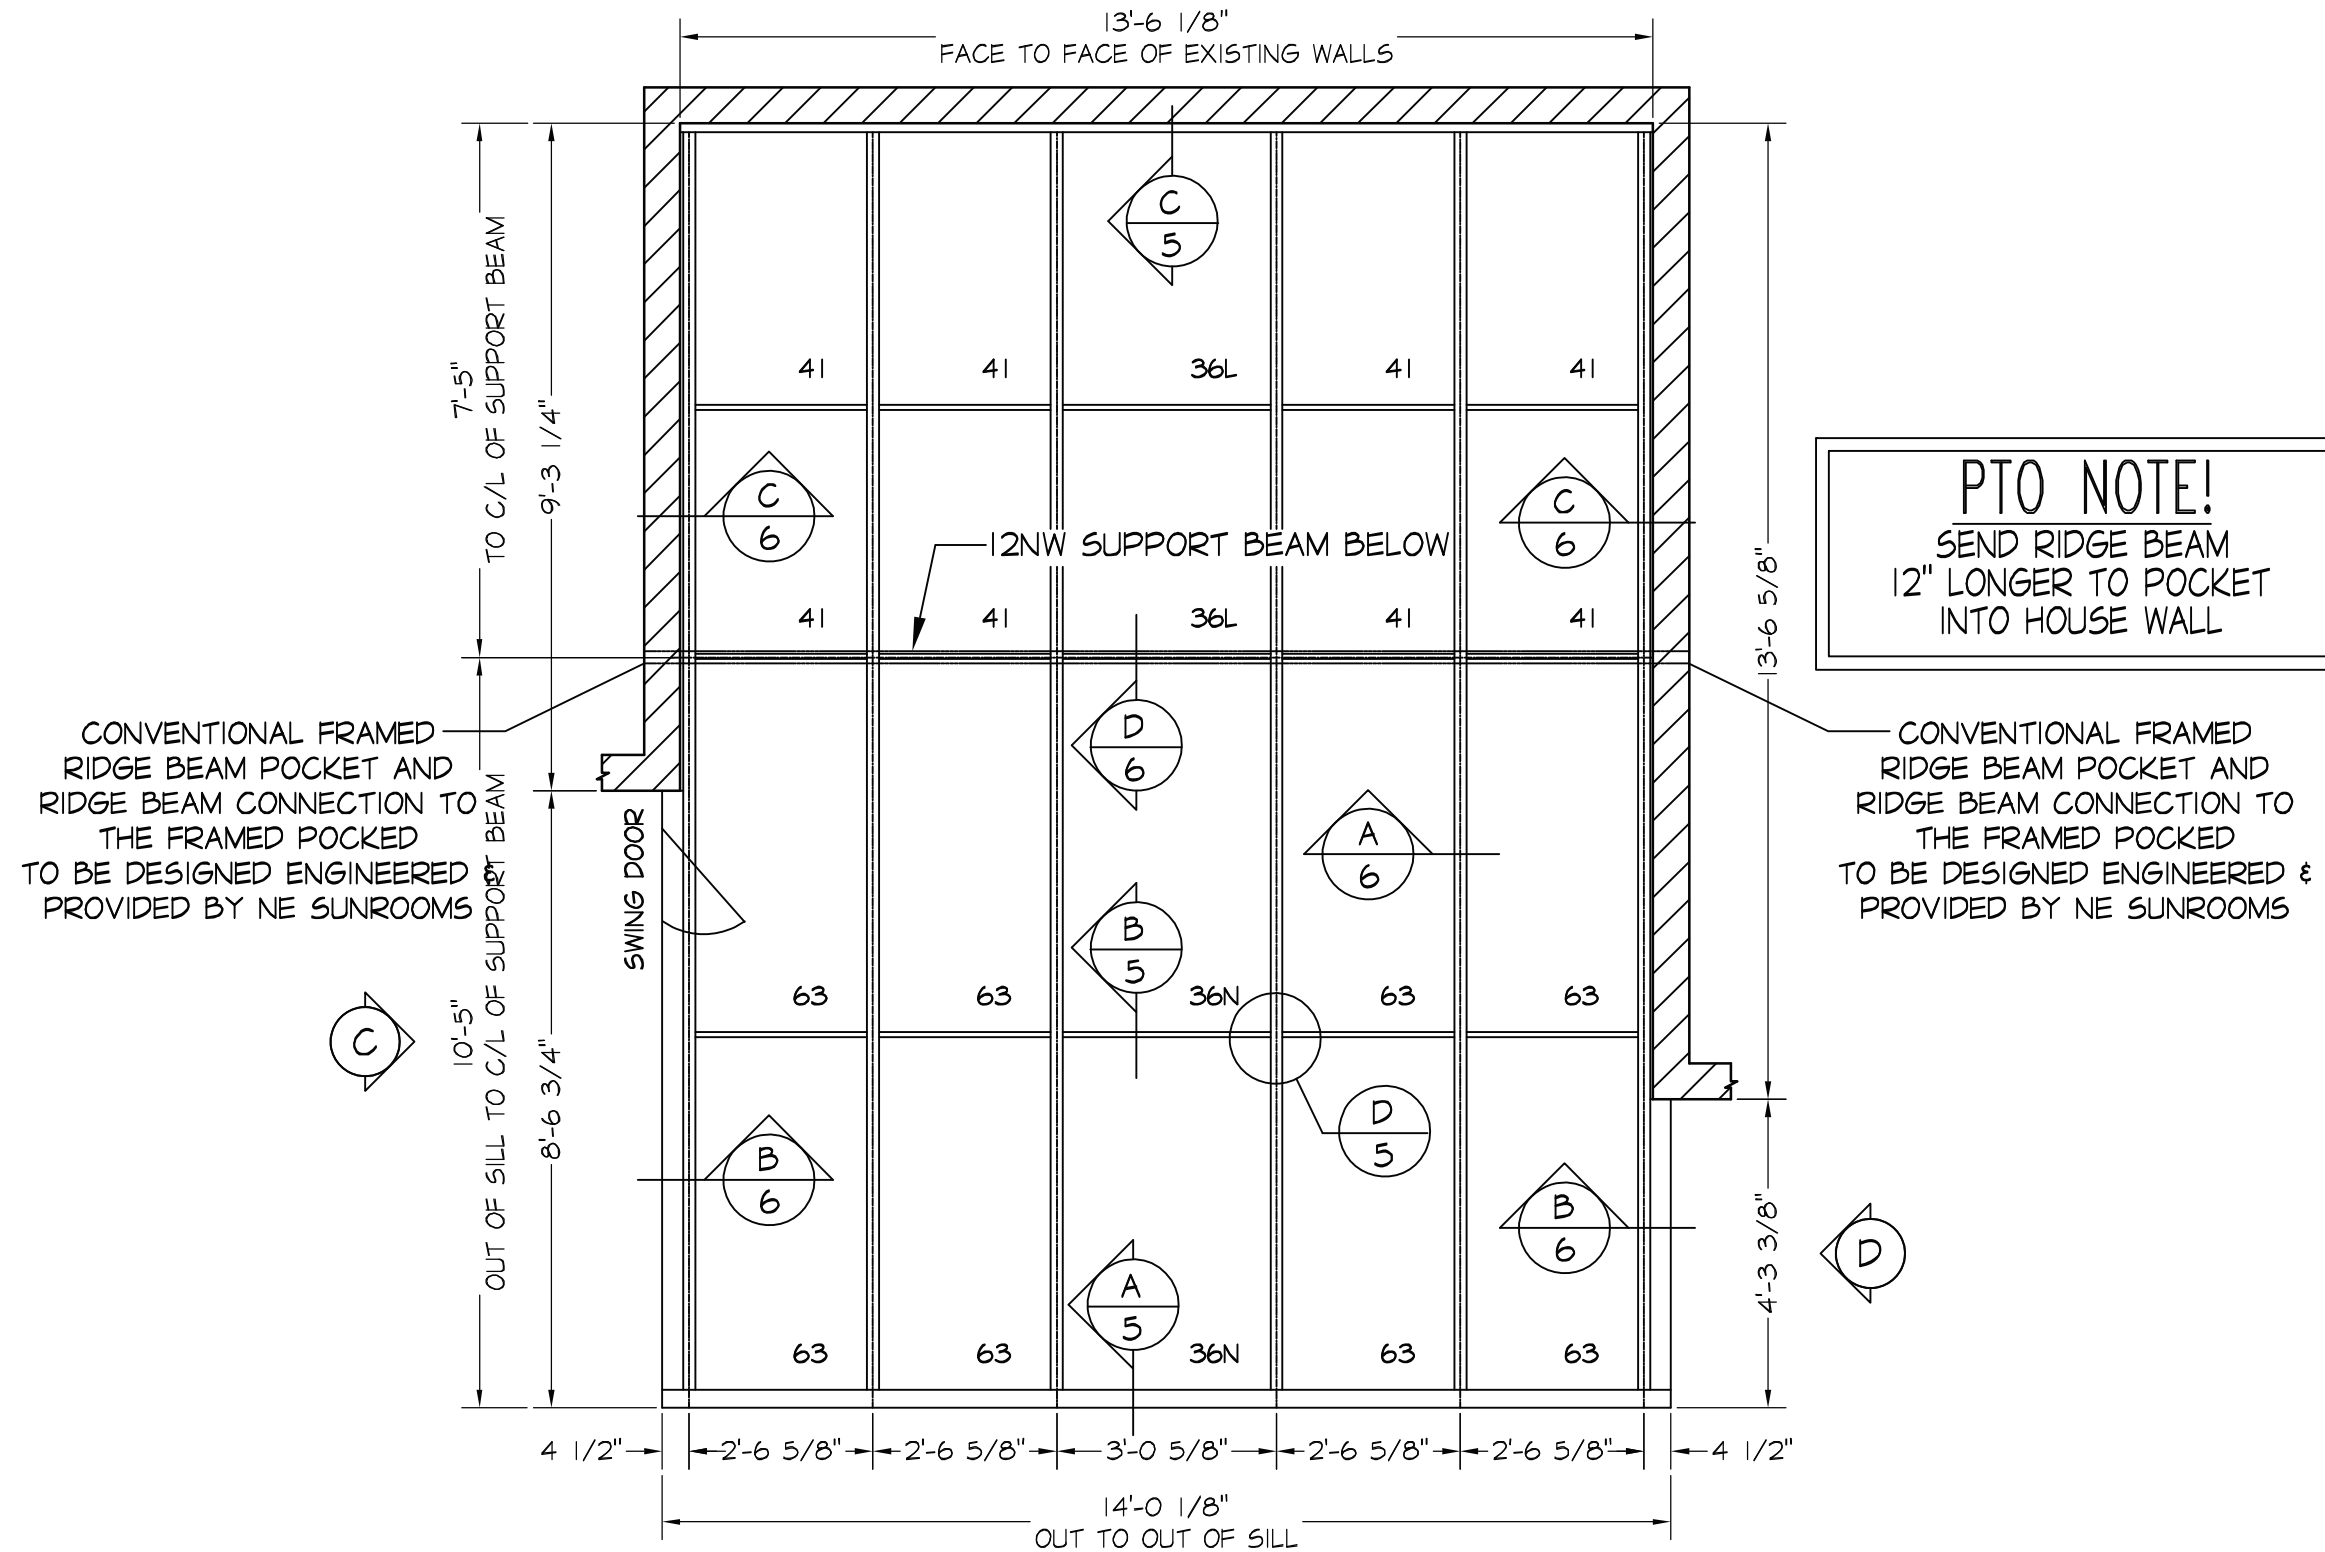 13'-6 1/8"
FACE TO FACE OF EXISTING WALLS
C
5
7'-5"
TO C/L OF SUPPORT BEAM
9'-3 1/4"
41 41 36L 41 41
C
6
C
6
12NW SUPPORT BEAM BELOW
13'-6 5/8"
PTO NOTE!
SEND RIDGE BEAM
12" LONGER TO POCKET
INTO HOUSE WALL
41 41 36L 41 41
CONVENTIONAL FRAMED
RIDGE BEAM POCKET AND
RIDGE BEAM CONNECTION TO
THE FRAMED POCKED
TO BE DESIGNED ENGINEERED &
PROVIDED BY NE SUNROOMS
SWING DOOR
D
6
A
6
B
5
CONVENTIONAL FRAMED
RIDGE BEAM POCKET AND
RIDGE BEAM CONNECTION TO
THE FRAMED POCKED
TO BE DESIGNED ENGINEERED &
PROVIDED BY NE SUNROOMS
63 63 36N 63 63
C
10'-5"
OUT OF SILL TO C/L OF SUPPORT BEAM
8'-6 3/4"
D
5
B
6
B
6
4'-3 3/8"
D
A
5
63 63 36N 63 63
4 1/2" 2'-6 5/8" 2'-6 5/8" 3'-0 5/8" 2'-6 5/8" 2'-6 5/8" 4 1/2"
14'-0 1/8"
OUT TO OUT OF SILL